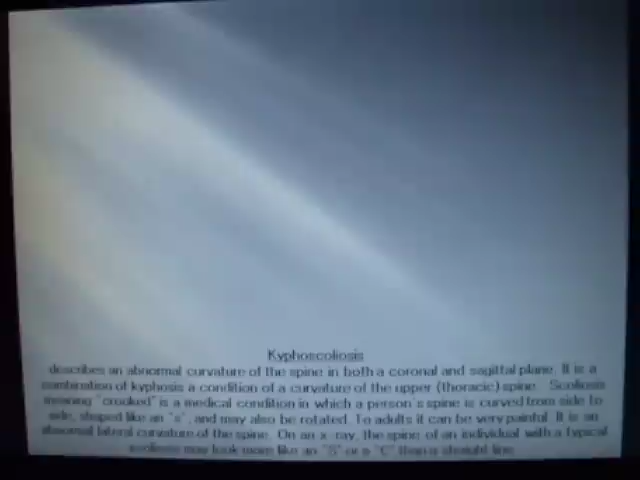 Kyphoscoliosis
describes an abnormal curvature of the spine in both a coronal and sagittal plane. It is a
combination of kyphosis a condition of a curvature of the upper (thoracic) spine. Scoliosis
meaning "crooked" is a medical condition in which a person's spine is curved from side to
side, shaped like an "s", and may also be rotated. To adults it can be very painful. It is an
abnormal lateral curvature of the spine. On an x-ray, the spine of an individual with a typical
scoliosis may look more like an "S" or a "C" than a straight line.